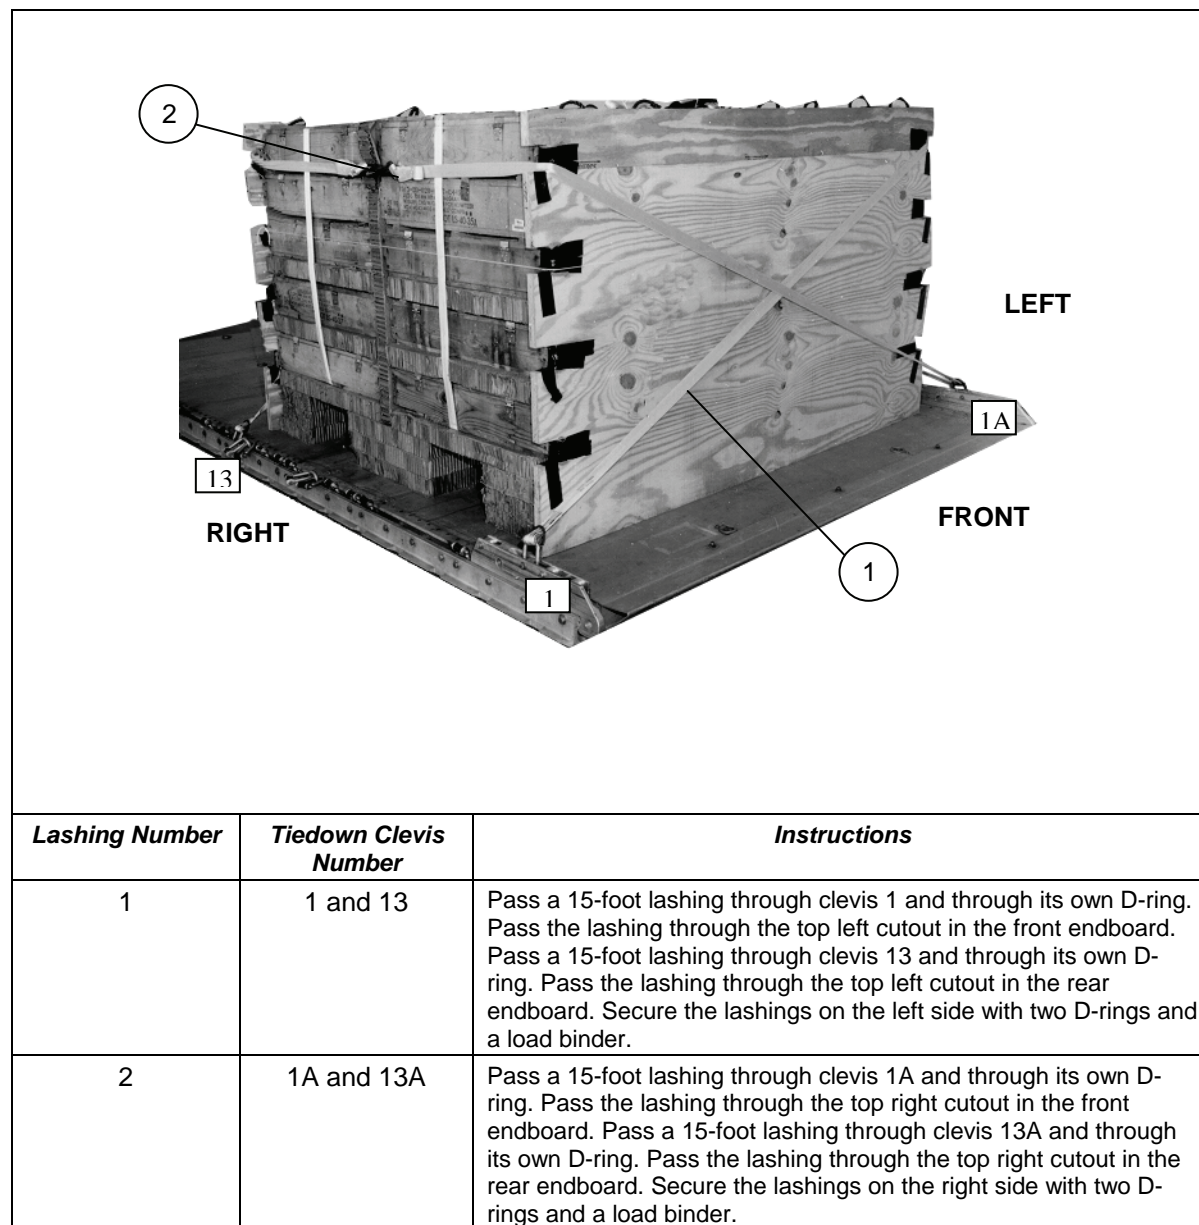 2
LEFT
1A
13
FRONT
RIGHT
1
1
Lashing Number
Tiedown Clevis
Number
Instructions
1
1 and 13
Pass a 15-foot lashing through clevis 1 and through its own D-ring.
Pass the lashing through the top left cutout in the front endboard.
Pass a 15-foot lashing through clevis 13 and through its own D-
ring. Pass the lashing through the top left cutout in the rear
endboard. Secure the lashings on the left side with two D-rings and
a load binder.
2
1A and 13A
Pass a 15-foot lashing through clevis 1A and through its own D-
ring. Pass the lashing through the top right cutout in the front
endboard. Pass a 15-foot lashing through clevis 13A and through
its own D-ring. Pass the lashing through the top right cutout in the
rear endboard. Secure the lashings on the right side with two D-
rings and a load binder.